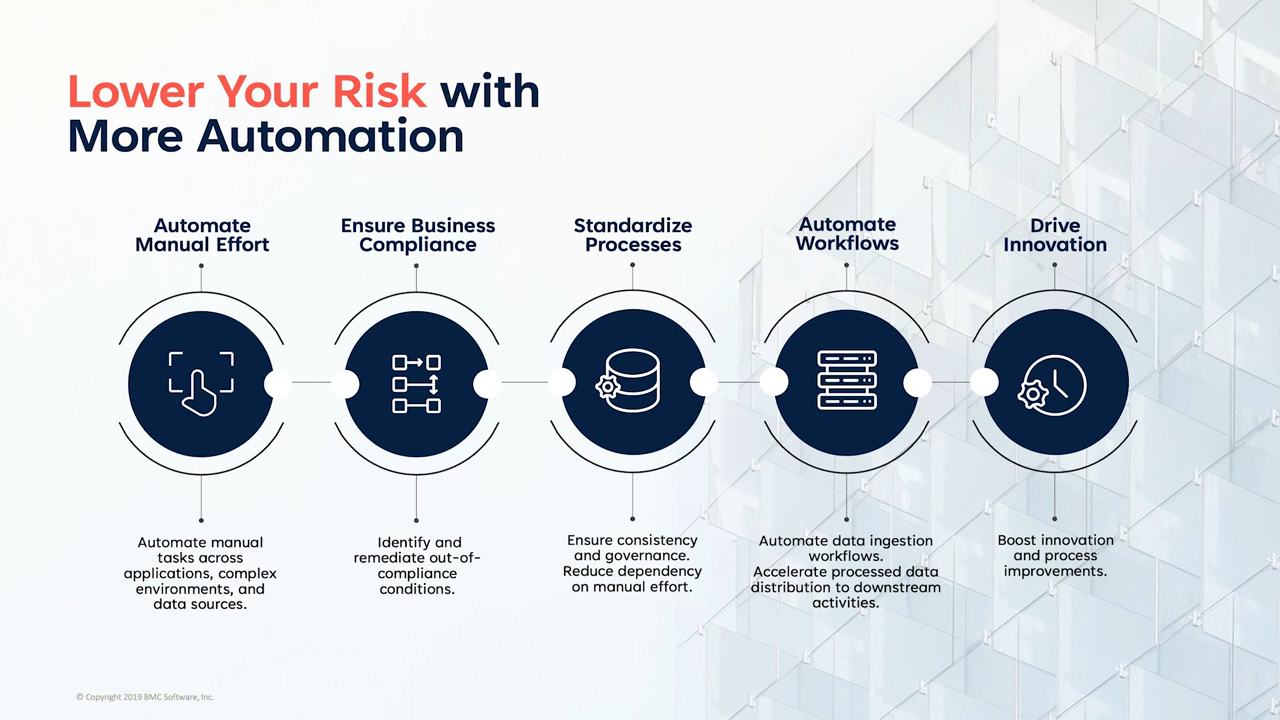 Lower Your Risk with
More Automation
Automate
Manual Effort
Ensure Business
Compliance
Standardize
Processes
Automate
Workflows
Drive
Innovation
Automate manual
tasks across
applications, complex
environments, and
data sources.
Identify and
remediate out-of-
compliance
conditions.
Ensure consistency
and governance.
Reduce dependency
on manual effort.
Automate data ingestion
workflows.
Accelerate processed data
distribution to downstream
activities.
Boost innovation
and process
improvements.
© Copyright 2019 BMC Software, Inc.